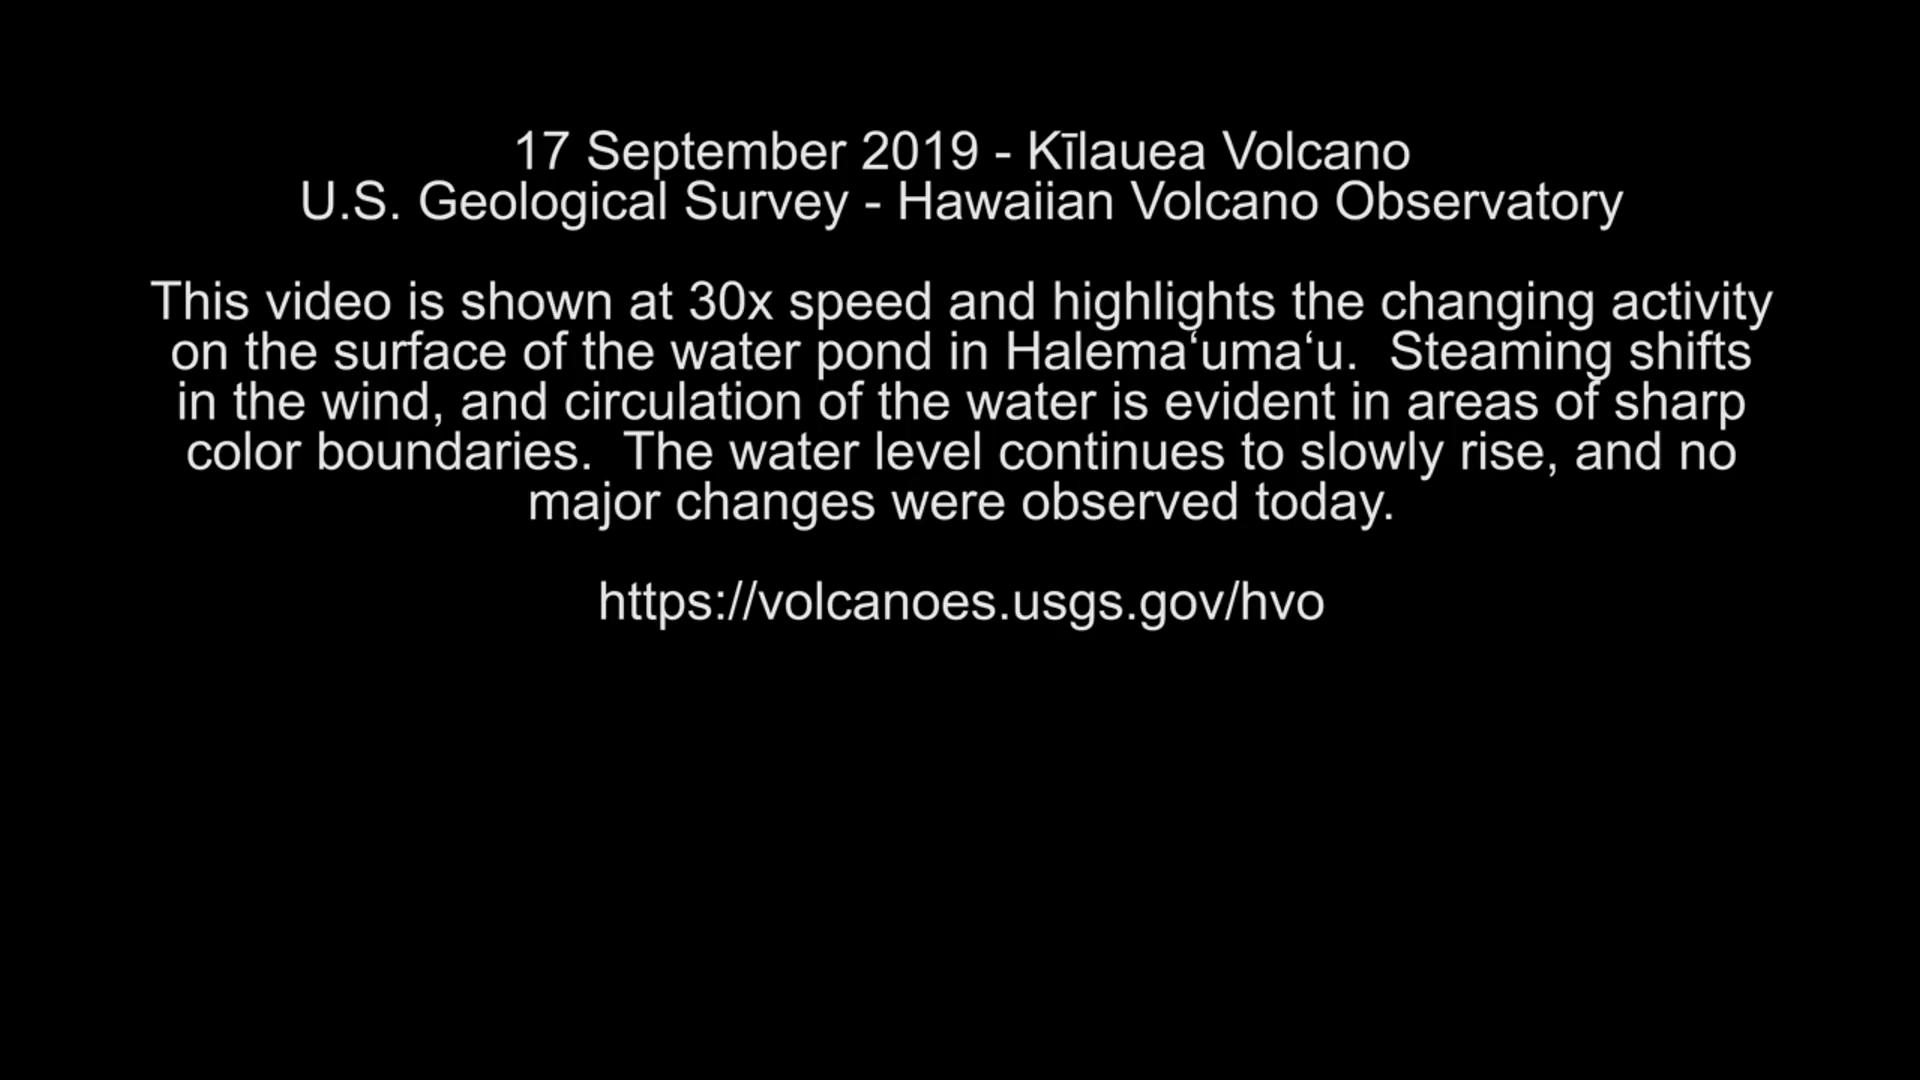 17 September 2019 - Kīlauea Volcano
U.S. Geological Survey - Hawaiian Volcano Observatory
This video is shown at 30x speed and highlights the changing activity
on the surface of the water pond in Halemaʻumaʻu.  Steaming shifts
in the wind, and circulation of the water is evident in areas of sharp
color boundaries.  The water level continues to slowly rise, and no
major changes were observed today.
https://volcanoes.usgs.gov/hvo